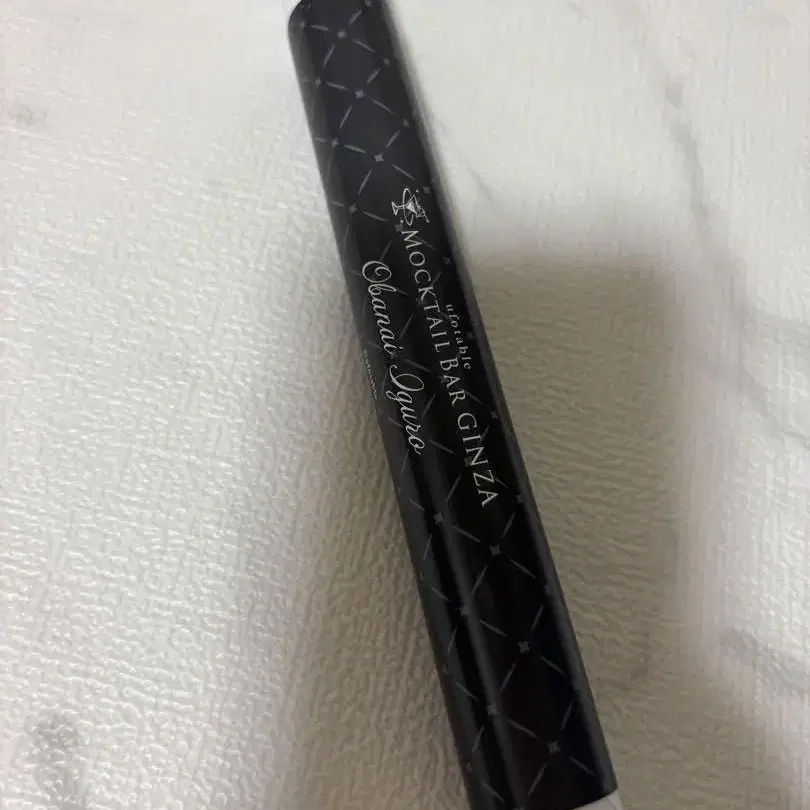 ufotable
MOCKTAIL BAR GINZA
Obanai Iguro